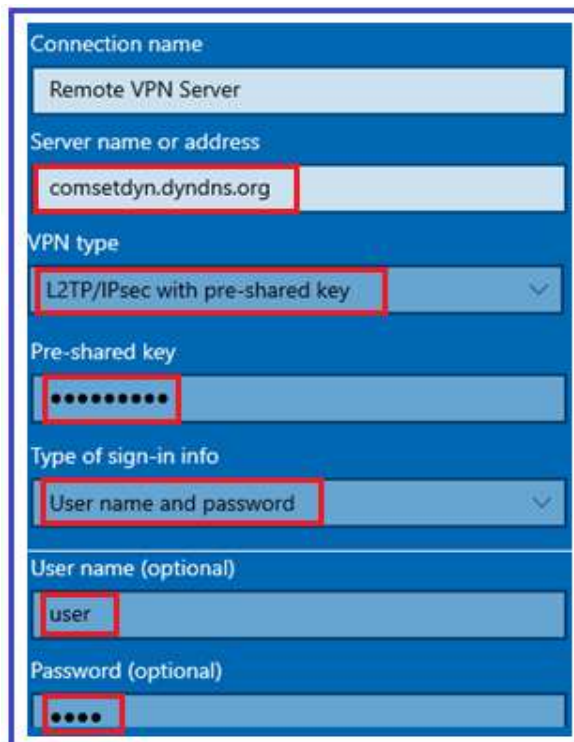 Connection name
Remote VPN Server
Server name or address
comsetdyn.dyndns.org
VPN type
L2TP/IPsec with pre-shared key
Pre-shared key
●●●●●●●●●
Type of sign-in info
User name and password
User name (optional)
user
Password (optional)
●●●●